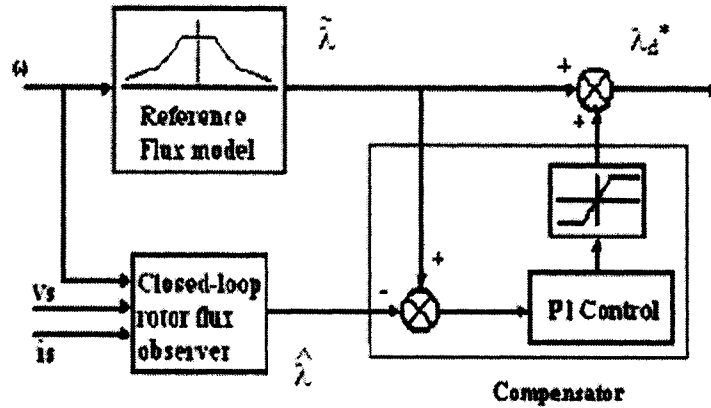 ω
Reference
Flux model
λ̃
+
+
λd*
Vs
is
Closed-loop
rotor flux
observer
λ̂
+
-
PI Control
Compensator